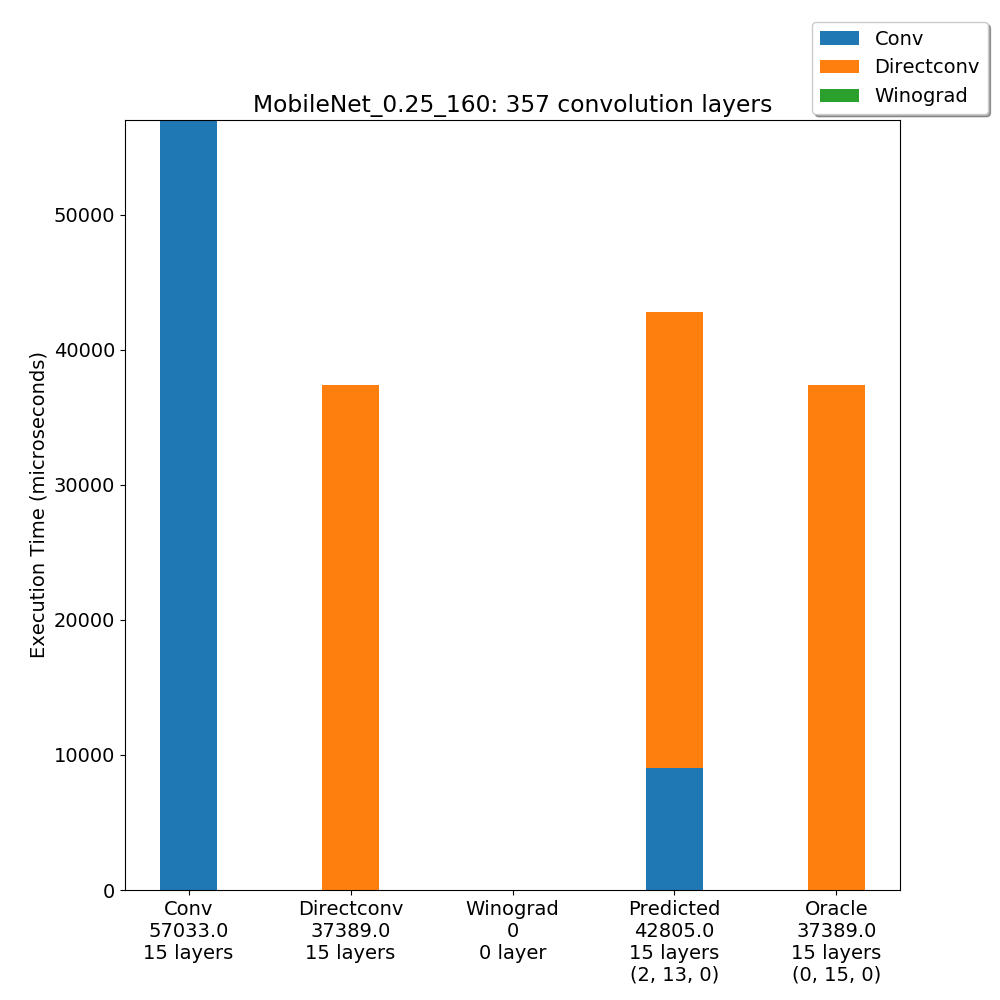 Conv
Directconv
Winograd
MobileNet_0.25_160: 357 convolution layers
Execution Time (microseconds)
50000
40000
30000
20000
10000
0
Conv Directconv Winograd Predicted Oracle
57033.0 37389.0 0 42805.0 37389.0
15 layers 15 layers 0 layer 15 layers 15 layers
(2, 13, 0) (0, 15, 0)